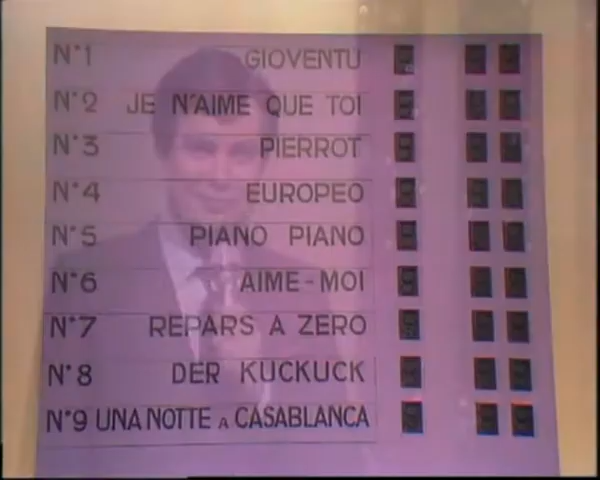 N°1 GIOVENTU
N°2 JE N'AIME QUE TOI
N°3 PIERROT
N°4 EUROPEO
N°5 PIANO PIANO
N°6 AIME-MOI
N°7 REPARS A ZERO
N°8 DER KUCKUCK
N°9 UNA NOTTE A CASABLANCA